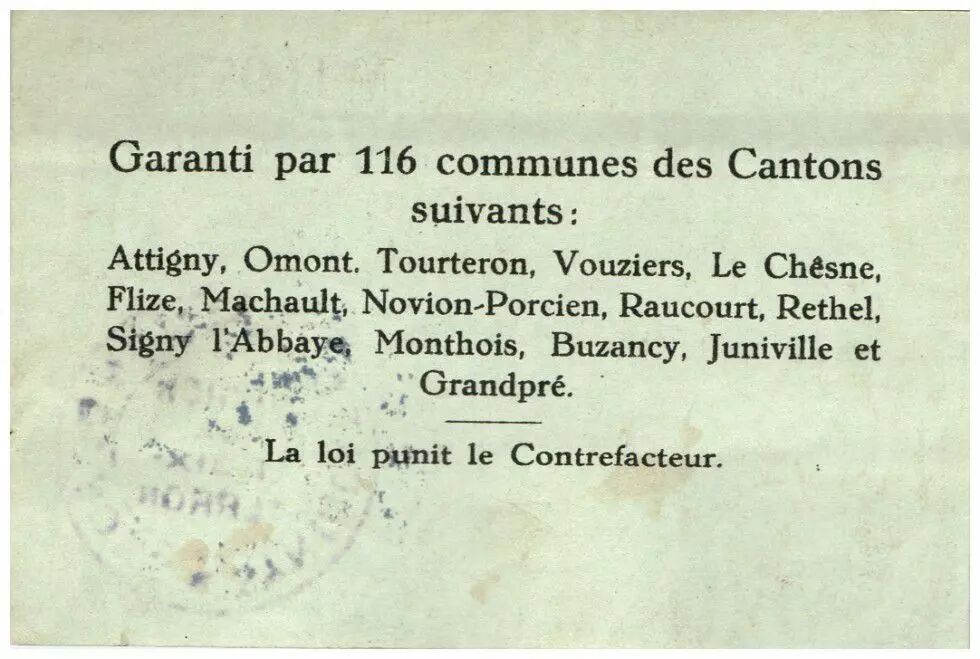 Garanti par 116 communes des Cantons
suivants:
Attigny, Omont. Tourteron, Vouziers, Le Chêsne,
Flize, Machault, Novion-Porcien, Raucourt, Rethel,
Signy l'Abbaye, Monthois, Buzancy, Juniville et
Grandpré.
La loi punit le Contrefacteur.